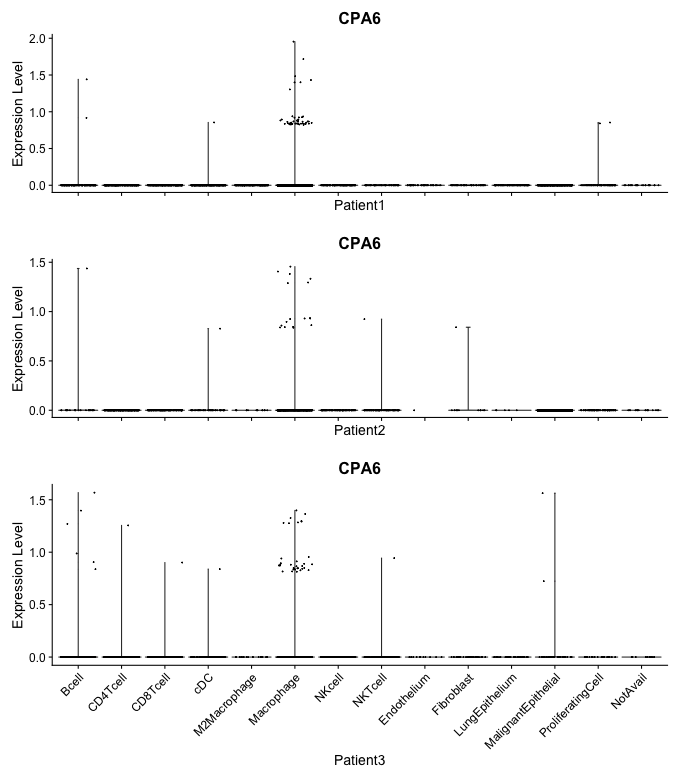 CPA6
Expression Level
2.0
1.5
1.0
0.5
0.0
Patient1
CPA6
Expression Level
1.5
1.0
0.5
0.0
Patient2
CPA6
Expression Level
1.5
1.0
0.5
0.0
Bcell
CD4Tcell
CD8Tcell
cDC
M2Macrophage
Macrophage
NKcell
NKTcell
Endothelium
Fibroblast
LungEpithelium
MalignantEpithelial
ProliferatingCell
NotAvail
Patient3